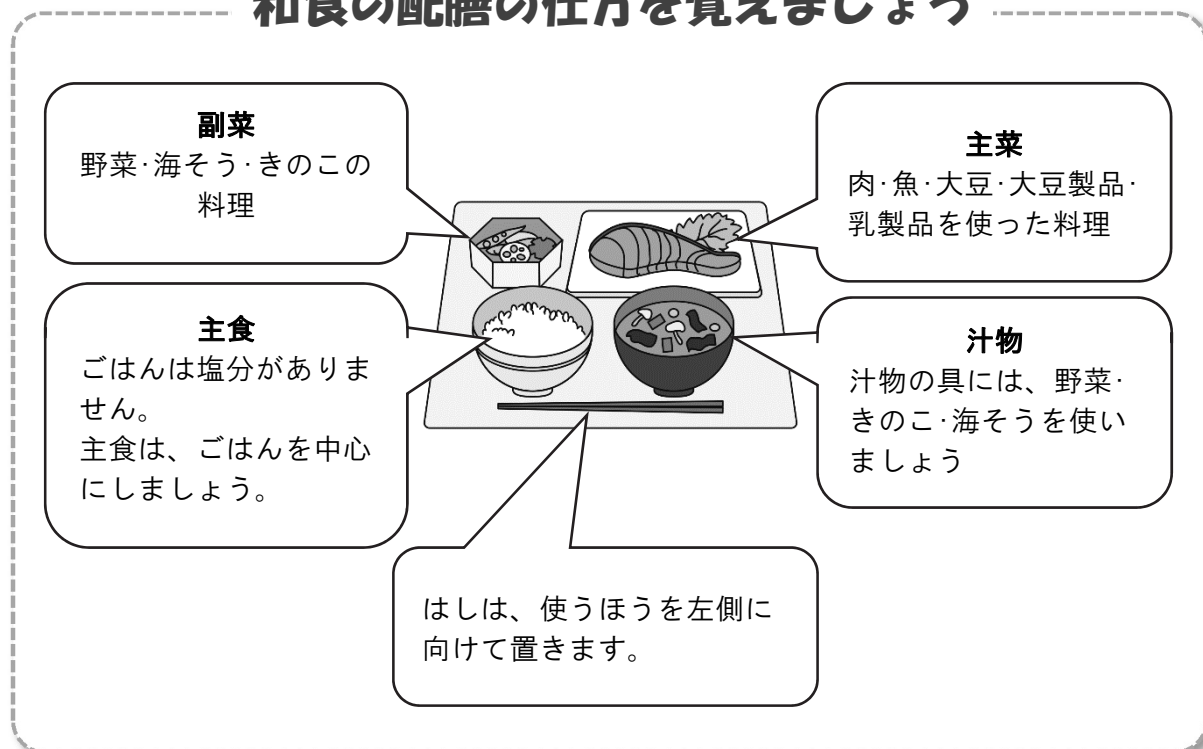 和食の配膳の仕方を覚えましょう
副菜
野菜･海そう･きのこの
料理
主菜
肉･魚･大豆･大豆製品･
乳製品を使った料理
主食
ごはんは塩分がありま
せん。
主食は、ごはんを中心
にしましょう。
汁物
汁物の具には、野菜･
きのこ･海そうを使い
ましょう
はしは、使うほうを左側に
向けて置きます。